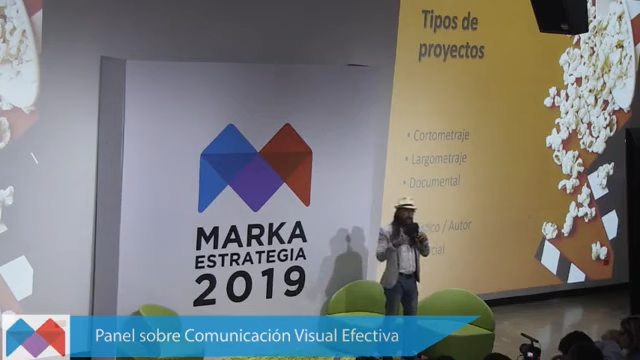 Tipos de
proyectos
• Cortometraje
• Largometraje
• Documental
/ Autor
MARKA
ESTRATEGIA
2019
Panel sobre Comunicación Visual Efectiva